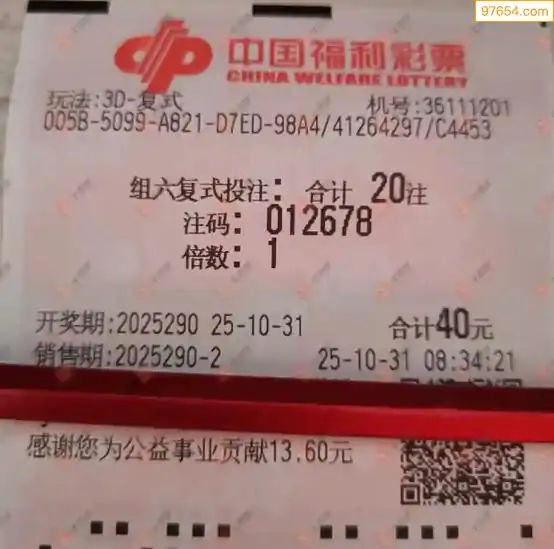 97654.com
中国福利彩票
CHINA WELFARE LOTTERY
玩法:3D-复式 机号:36111201
005B-5099-A821-D7ED-98A4/41264297/C4453
组六复式投注: 合计 20注
注码: 012678
倍数: 1
开奖期:2025290 25-10-31 合计40元
销售期:2025290-2 25-10-31 08:34:21
感谢您为公益事业贡献13.60元